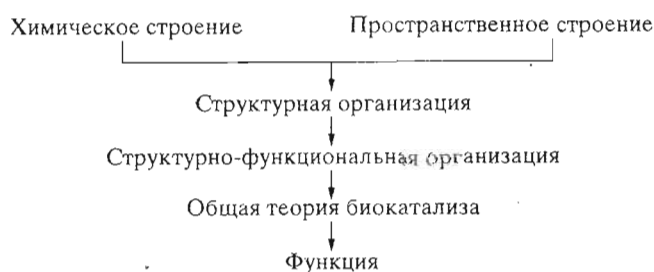 Химическое строение Пространственное строение
Структурная организация
Структурно-функциональная организация
Общая теория биокатализа
Функция